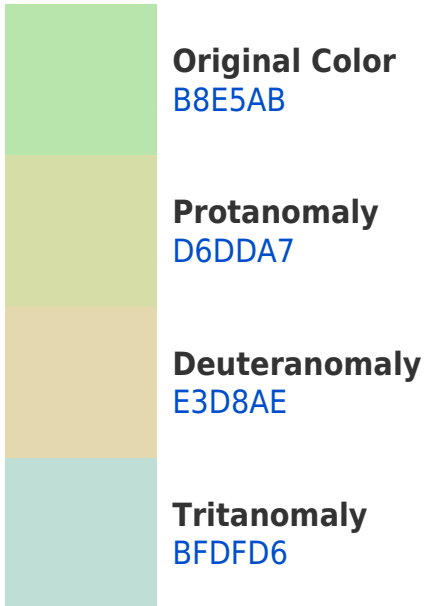 Original Color
B8E5AB
Protanomaly
D6DDA7
Deuteranomaly
E3D8AE
Tritanomaly
BFDFD6